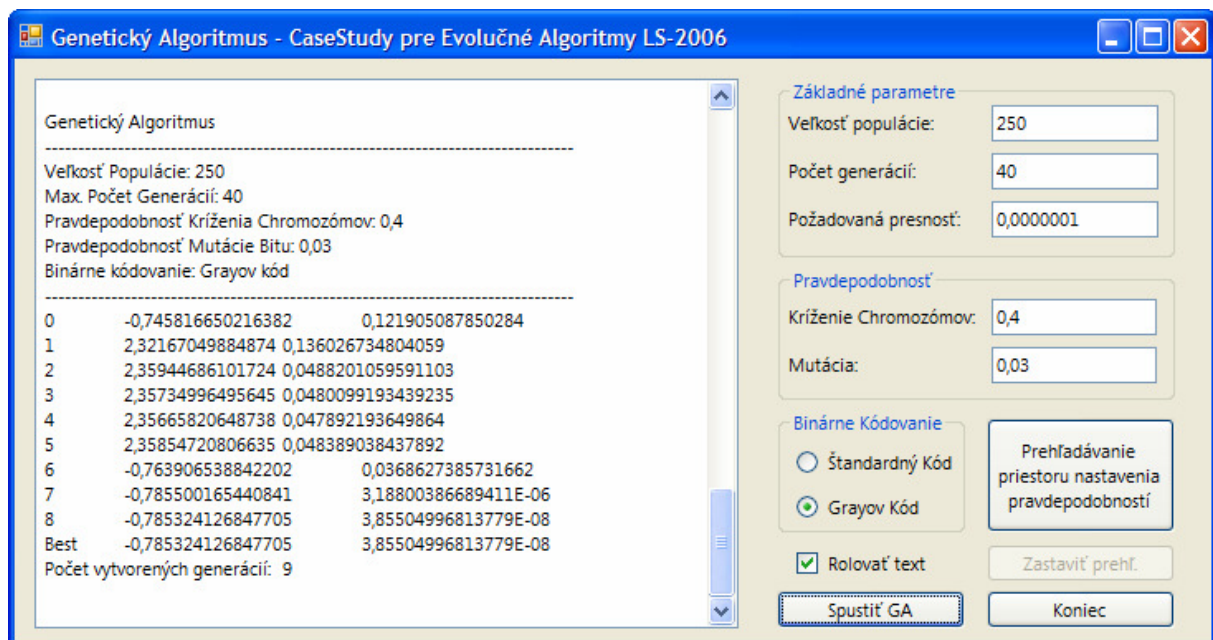 Genetický Algoritmus - CaseStudy pre Evolučné Algoritmy LS-2006
Genetický Algoritmus
--------------------------------------------------------------------------------
Veľkosť Populácie: 250
Max. Počet Generácií: 40
Pravdepodobnosť Kríženia Chromozómov: 0,4
Pravdepodobnosť Mutácie Bitu: 0,03
Binárne kódovanie: Grayov kód
--------------------------------------------------------------------------------
0 -0,745816650216382 0,121905087850284
1 2,32167049884874 0,136026734804059
2 2,35944686101724 0,0488201059591103
3 2,35734996495645 0,0480099193439235
4 2,35665820648738 0,047892193649864
5 2,35854720806635 0,048389038437892
6 -0,763906538842202 0,0368627385731662
7 -0,785500165440841 3,18800386689411E-06
8 -0,785324126847705 3,85504996813779E-08
Best -0,785324126847705 3,85504996813779E-08
Počet vytvorených generácií: 9
Základné parametre
Veľkosť populácie: 250
Počet generácií: 40
Požadovaná presnosť: 0,0000001
Pravdepodobnosť
Kríženie Chromozómov: 0,4
Mutácia: 0,03
Binárne Kódovanie
Štandardný Kód
Grayov Kód
Prehľadávanie
priestoru nastavenia
pravdepodobností
Rolovať text
Zastaviť prehľ.
Spustiť GA
Koniec